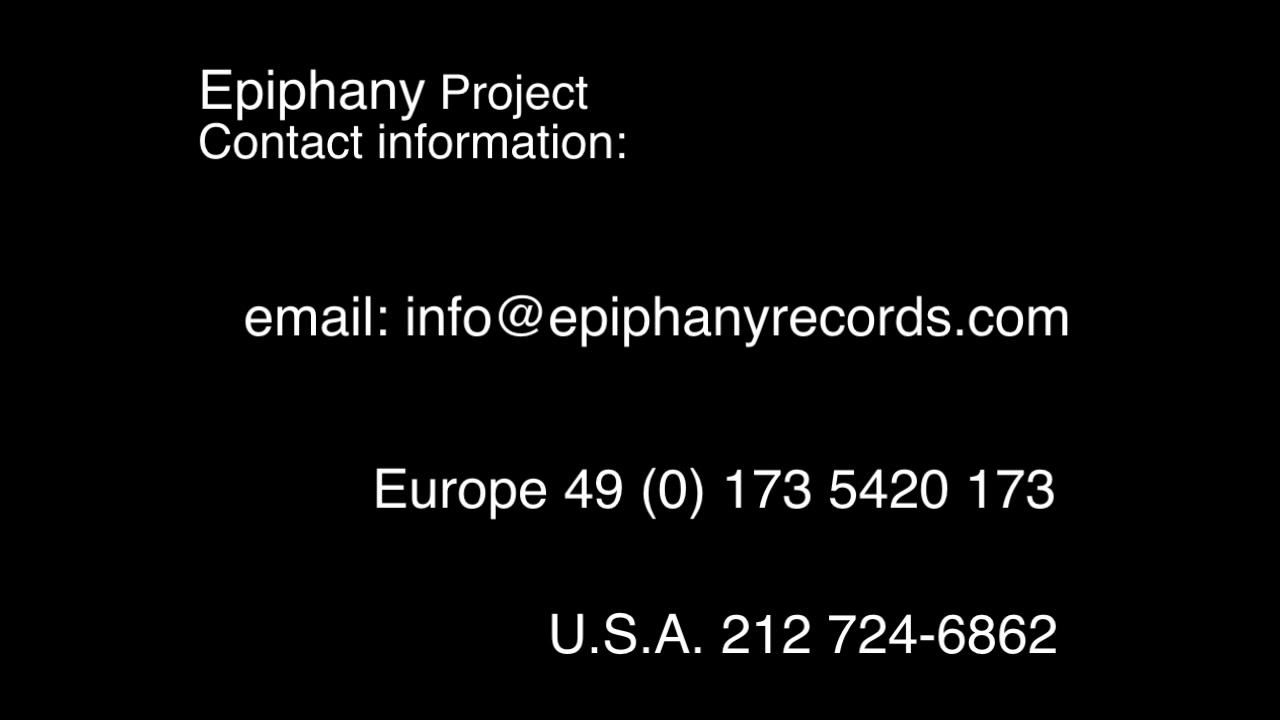 Epiphany Project
Contact information:
email: info@epiphanyrecords.com
Europe 49 (0) 173 5420 173
U.S.A. 212 724-6862